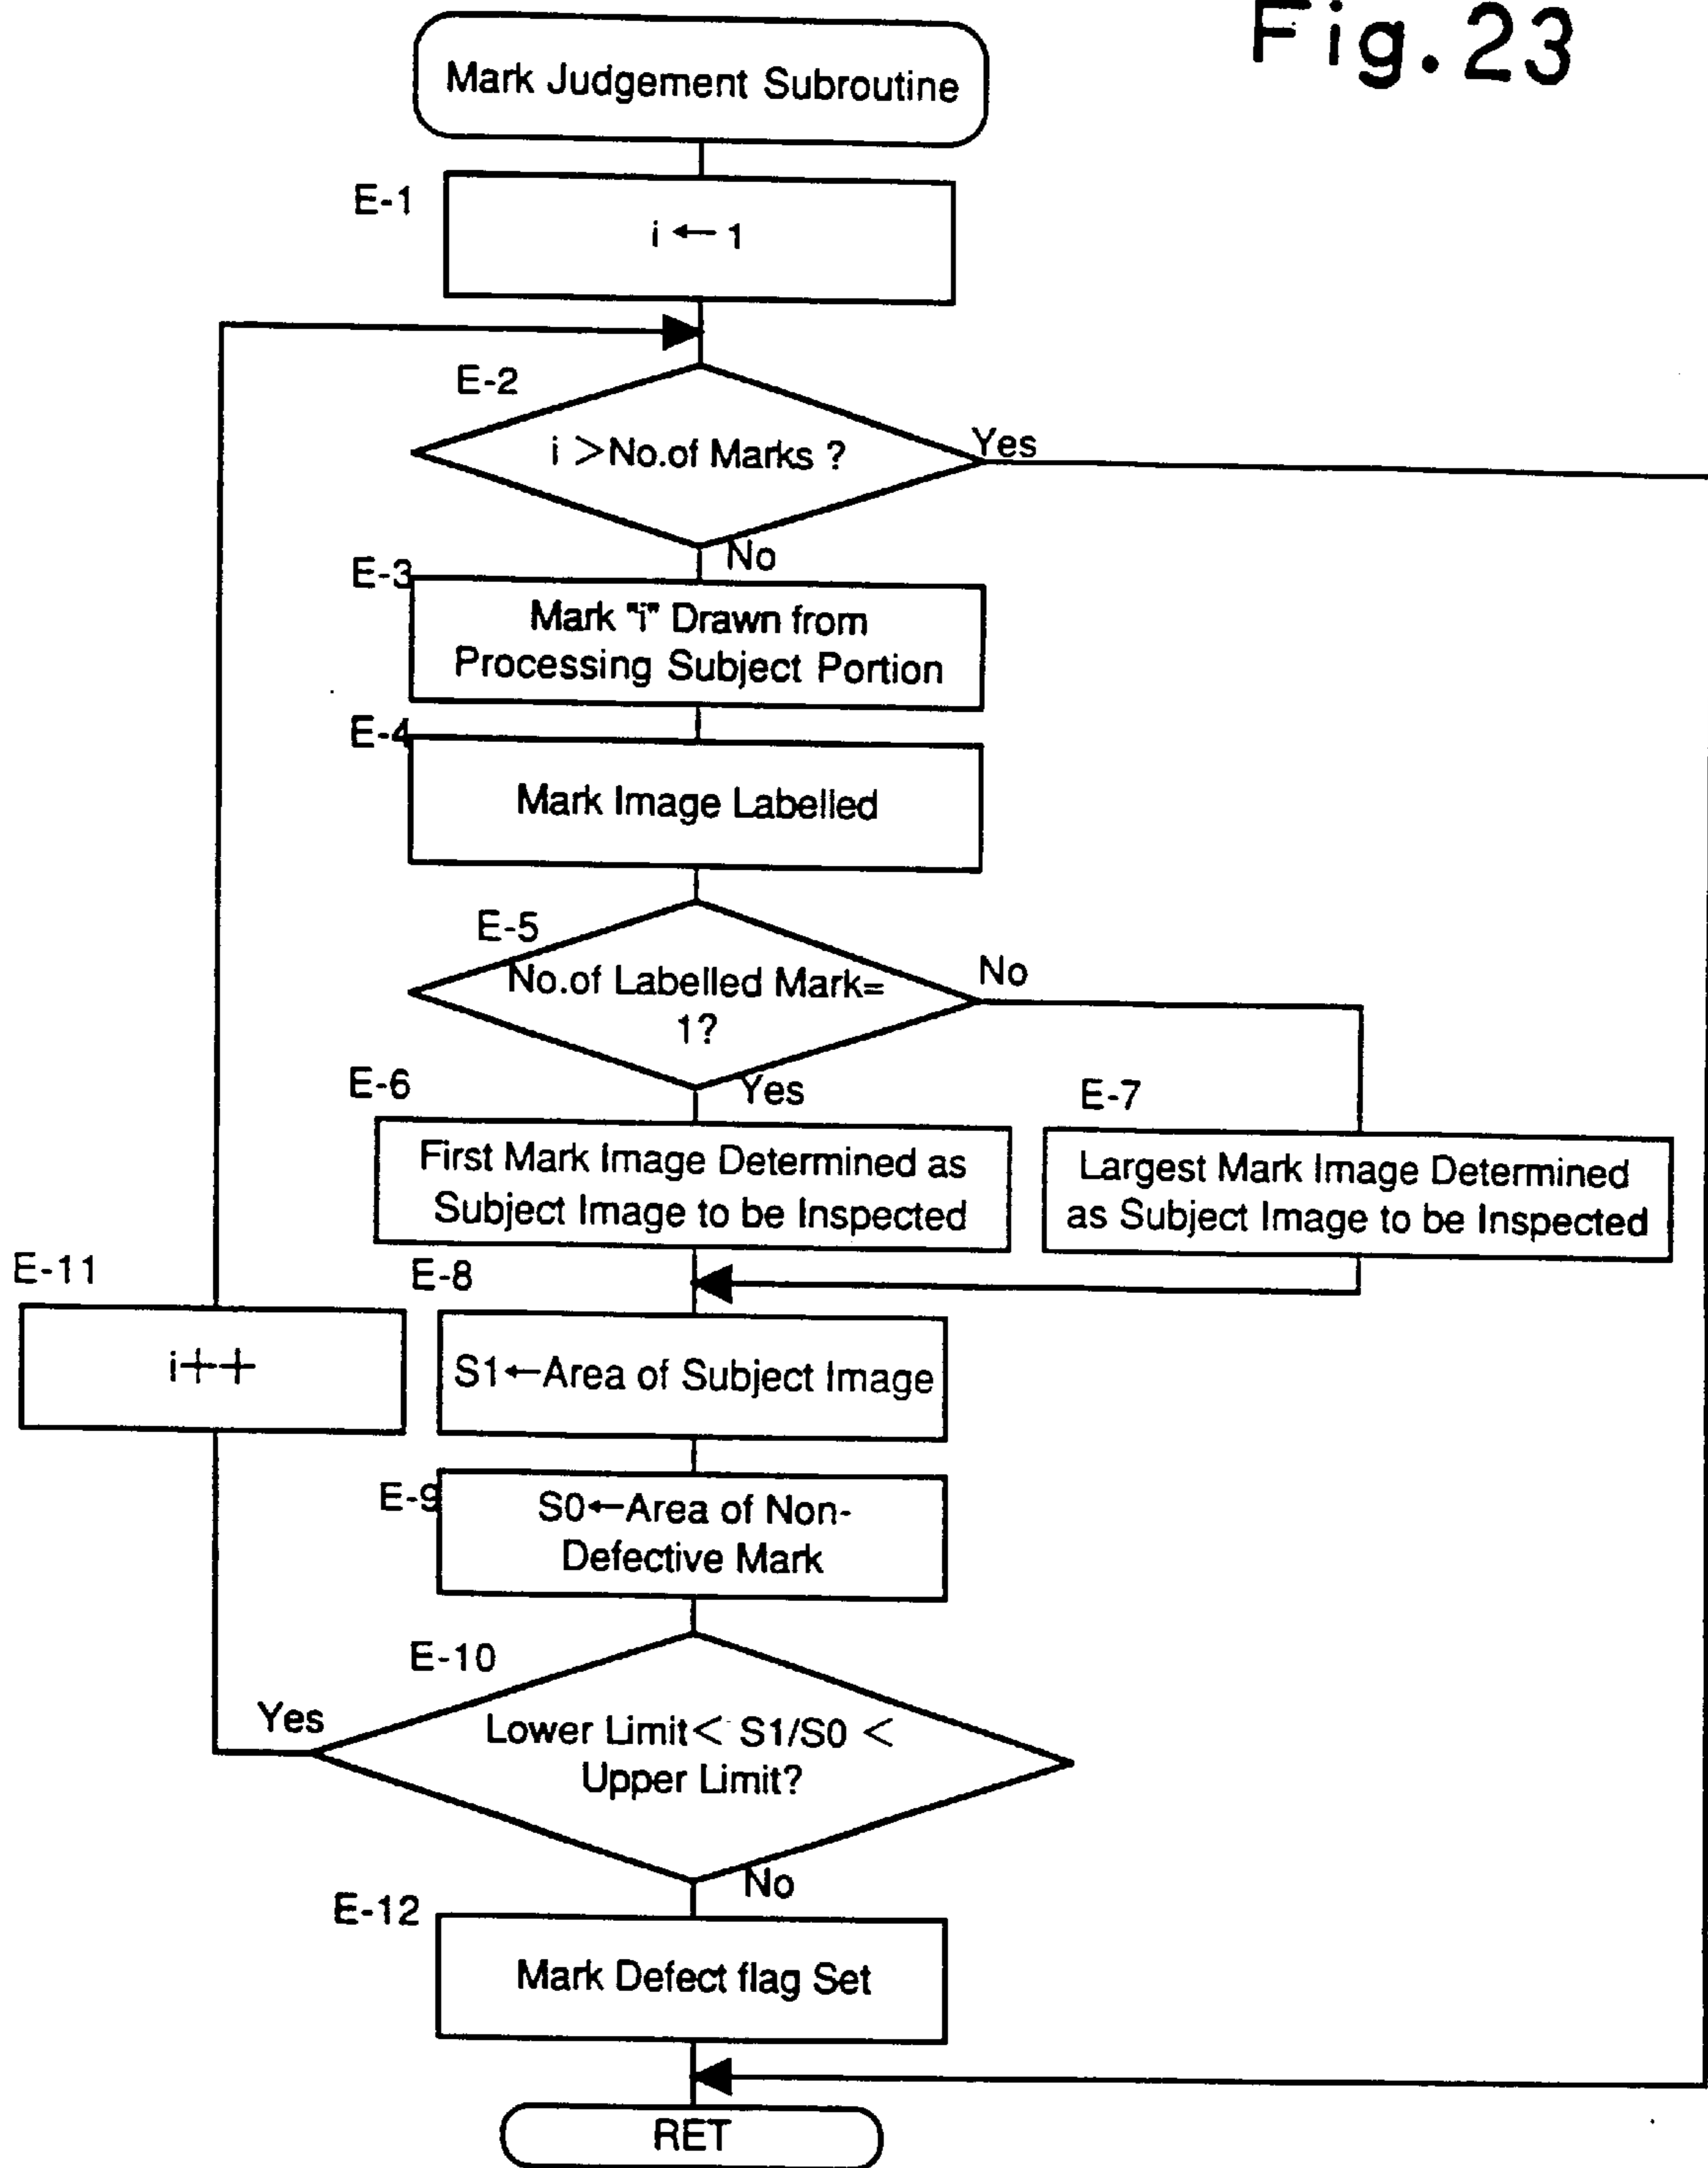 Fig.23
Mark Judgement Subroutine
E-1
i ← 1
E-2
i >No.of Marks ?
Yes
No
E-3
Mark "i" Drawn from
Processing Subject Portion
E-4
Mark Image Labelled
E-5
No.of Labelled Mark=
1?
No
Yes
E-6
First Mark Image Determined as
Subject Image to be Inspected
E-7
Largest Mark Image Determined
as Subject Image to be Inspected
E-11
i++
E-8
S1←Area of Subject Image
E-9
S0←Area of Non-
Defective Mark
E-10
Yes
Lower Limit< S1/S0 <
Upper Limit?
No
E-12
Mark Defect flag Set
RET